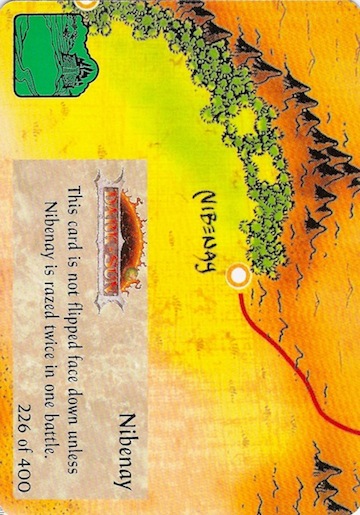 NIBENAY
DARK SUN
Nibenay
This card is not flipped face down unless
Nibenay is razed twice in one battle.
226 of 400